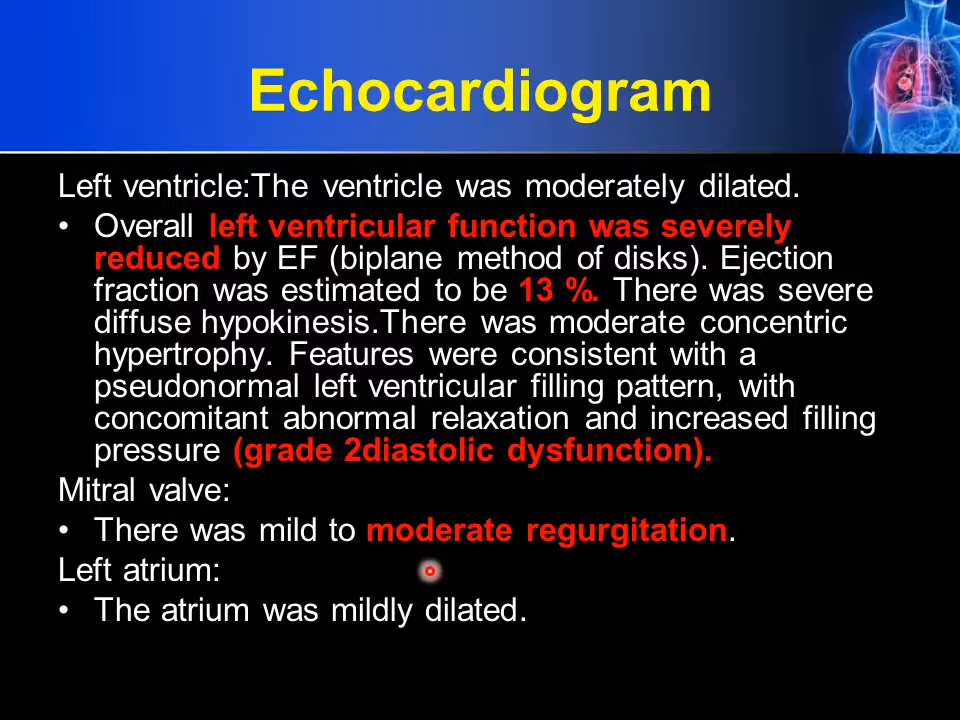 Echocardiogram
Left ventricle:The ventricle was moderately dilated.
• Overall left ventricular function was severely
reduced by EF (biplane method of disks). Ejection
fraction was estimated to be 13 %. There was severe
diffuse hypokinesis.There was moderate concentric
hypertrophy. Features were consistent with a
pseudonormal left ventricular filling pattern, with
concomitant abnormal relaxation and increased filling
pressure (grade 2diastolic dysfunction).
Mitral valve:
• There was mild to moderate regurgitation.
Left atrium:
• The atrium was mildly dilated.